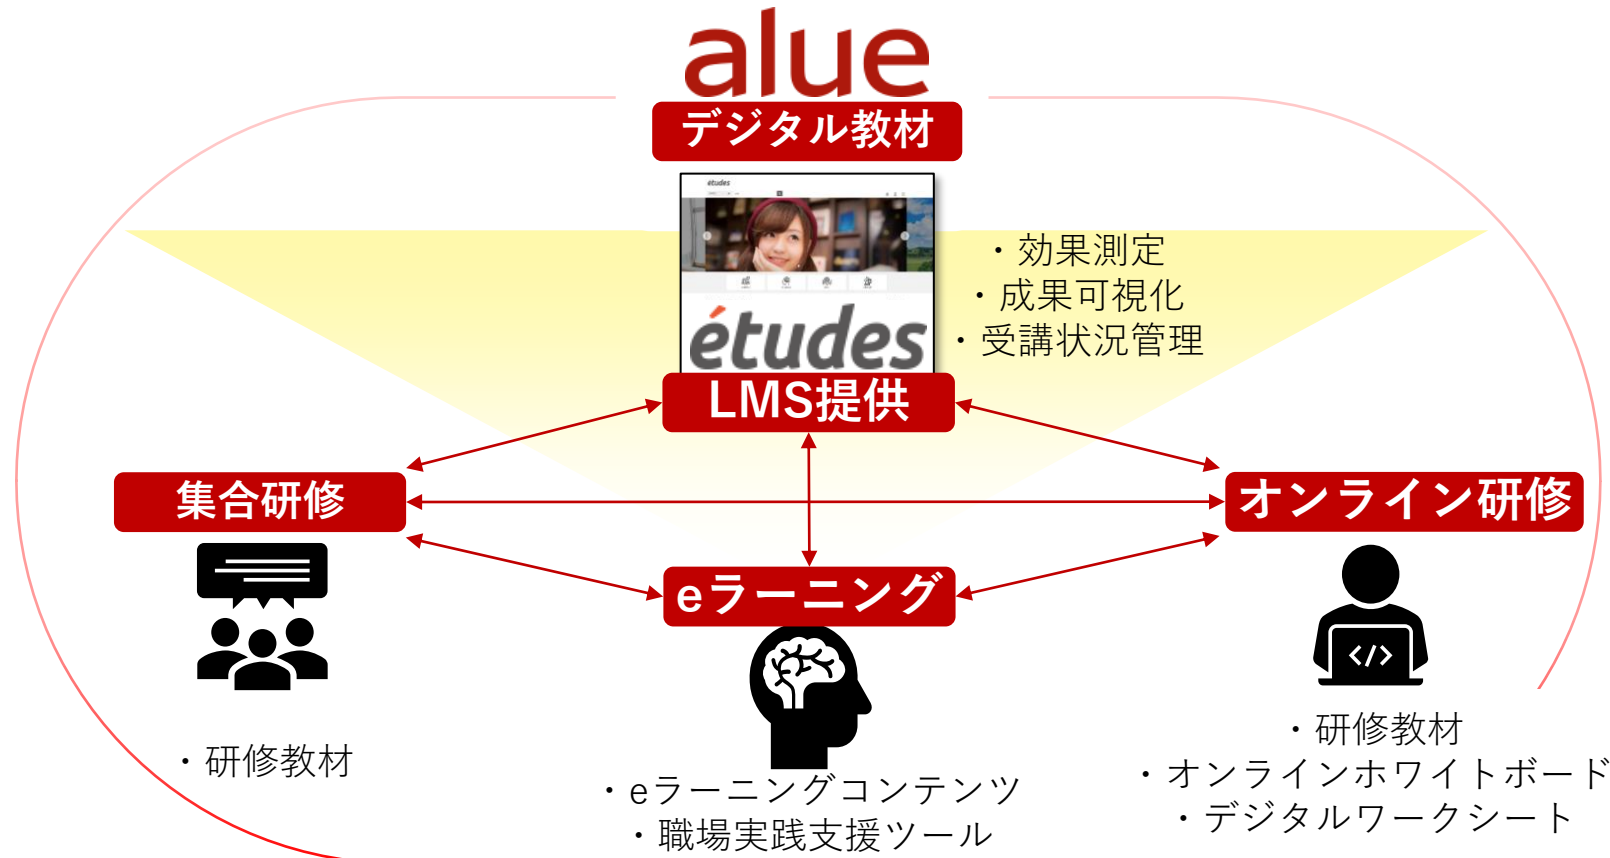 alue
デジタル教材
études
études
・効果測定
・成果可視化
・受講状況管理
LMS提供
集合研修
オンライン研修
eラーニング
</>
・研修教材
・eラーニングコンテンツ
・職場実践支援ツール
・研修教材
・オンラインホワイトボード
・デジタルワークシート